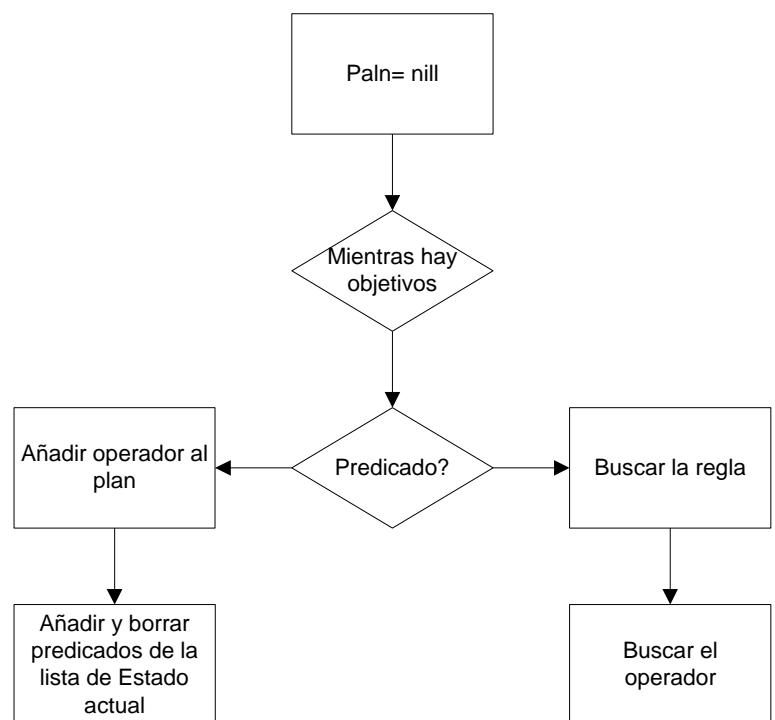 Paln= nill
Mientras hay
objetivos
Añadir operador al
plan
Predicado?
Buscar la regla
Añadir y borrar
predicados de la
lista de Estado
actual
Buscar el
operador